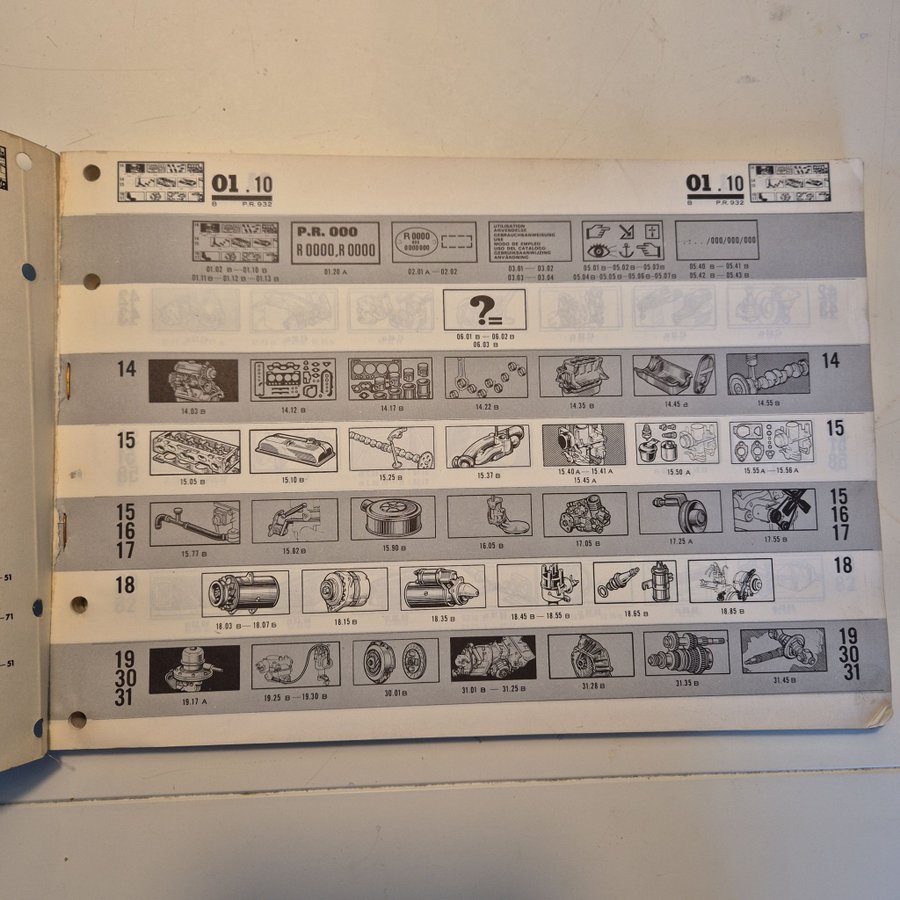 01 . 10
B P.R. 932
01 . 10
B P.R. 932
P.R. 000
R 0000, R 0000
R 0000
UTILISATION
ANWENDELSE
GEBRAUCHSANWEISUNG
USE
MODO DE EMPLEO
USO DEL CATALOGO
GEBRUIKSAANWIJZING
ANVÄNDNING
/000/000/000
01.02 B — 01.10 B
01.11 B — 01.12 B — 01.13 B
01.20 A
02.01 A — 02.02
03.01 — 03.02
03.03 — 03.04
05.01 B — 05.02 B — 05.03 B
05.04 B - 05.05 B — 05.06 B - 05.07 B
05.40 B — 05.41 B
05.42 B — 05.43 B
?=
06.01 B — 06.02 B
06.03 B
14
14
14.03 B
14.12 B
14.17 B
14.22 B
14.35 B
14.45 B
14.55 B
15
15
15.05 B
15.10 B
15.25 B
15.37 B
15.40 A — 15.41 A
15.45 A
15.50 A
15.55 A — 15.56 A
15
16
17
15
16
17
15.77 B
15.82 B
15.90 B
16.05 B
17.05 B
17.25 A
17.55 B
18
18
18.03 B — 18.07 B
18.15 B
18.35 B
18.45 B — 18.55 B
18.65 B
18.85 B
19
30
31
19
30
31
19.17 A
19.25 B — 19.30 B
30.01 B
31.01 B — 31.25 B
31.28 B
31.35 B
31.45 B
51
71
51